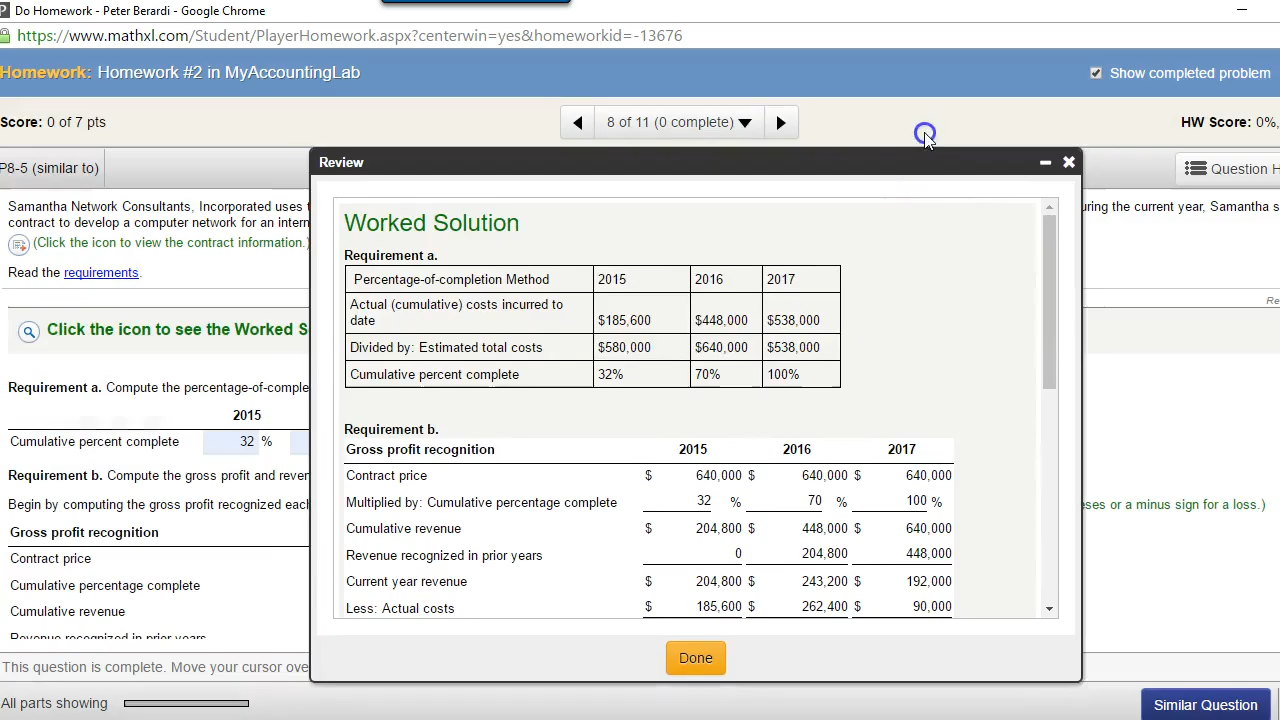 Do Homework - Peter Berardi - Google Chrome
https://www.mathxl.com/Student/PlayerHomework.aspx?centerwin=yes&homeworkid=-13676
Homework: Homework #2 in MyAccountingLab
Show completed problem
Score: 0 of 7 pts
8 of 11 (0 complete)
HW Score: 0%,
P8-5 (similar to)
Question H
Review
Samantha Network Consultants, Incorporated uses t
uring the current year, Samantha s
contract to develop a computer network for an intern
(Click the icon to view the contract information.)
Read the requirements.
Click the icon to see the Worked S
Requirement a. Compute the percentage-of-comple
2015
Cumulative percent complete 32 %
Requirement b. Compute the gross profit and rever
Begin by computing the gross profit recognized each
eses or a minus sign for a loss.)
Gross profit recognition
Contract price
Cumulative percentage complete
Cumulative revenue
Revenue recognized in prior years
Worked Solution
Requirement a.
Percentage-of-completion Method 2015 2016 2017
Actual (cumulative) costs incurred to
date $185,600 $448,000 $538,000
Divided by: Estimated total costs $580,000 $640,000 $538,000
Cumulative percent complete 32% 70% 100%
Requirement b.
Gross profit recognition 2015 2016 2017
Contract price $ 640,000 $ 640,000 $ 640,000
Multiplied by: Cumulative percentage complete 32 % 70 % 100 %
Cumulative revenue $ 204,800 $ 448,000 $ 640,000
Revenue recognized in prior years 0 204,800 448,000
Current year revenue $ 204,800 $ 243,200 $ 192,000
Less: Actual costs $ 185,600 $ 262,400 $ 90,000
Done
This question is complete. Move your cursor ove
All parts showing
Similar Question